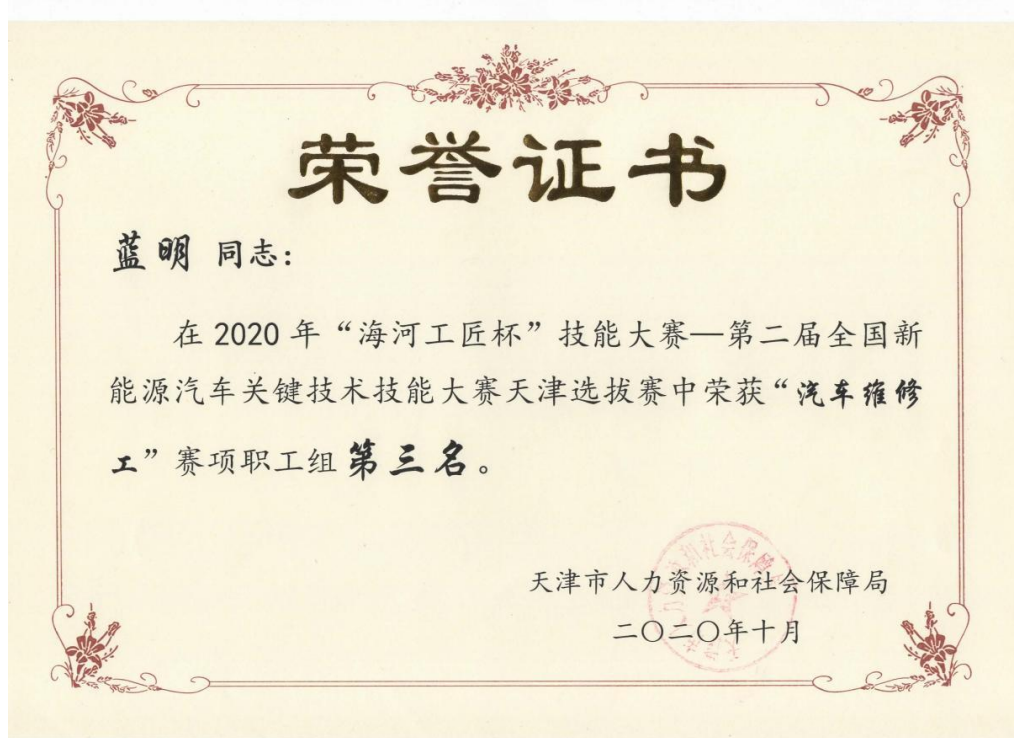 荣誉证书
蓝明 同志：
在 2020 年“海河工匠杯”技能大赛—第二届全国新
能源汽车关键技术技能大赛天津选拔赛中荣获“汽车维修
工”赛项职工组第三名。
天津市人力资源和社会保障局
二〇二〇年十月